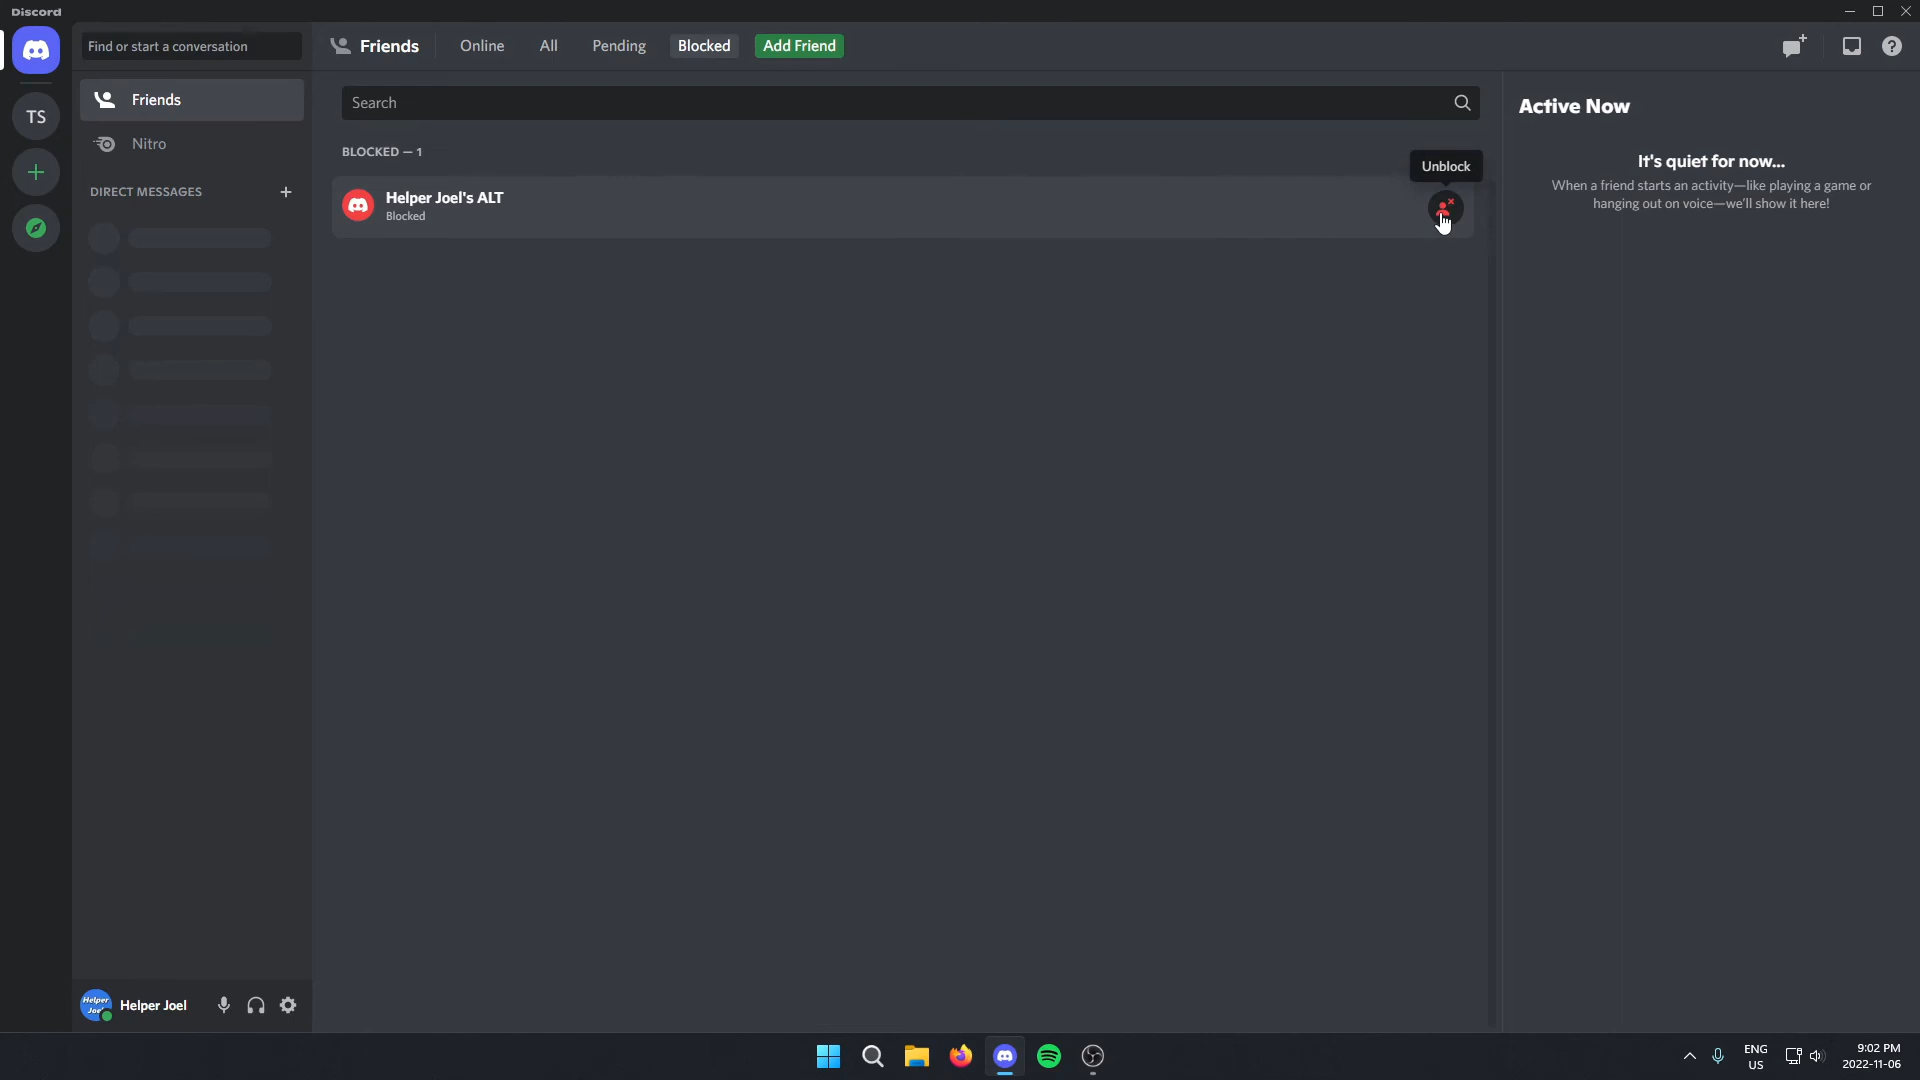 Discord
Find or start a conversation
Friends
Online
All
Pending
Blocked
Add Friend
TS
Friends
Nitro
DIRECT MESSAGES
Search
BLOCKED — 1
Unblock
Helper Joel's ALT
Blocked
Active Now
It's quiet for now...
When a friend starts an activity—like playing a game or
hanging out on voice—we'll show it here!
Helper Joel
ENG
US
9:02 PM
2022-11-06